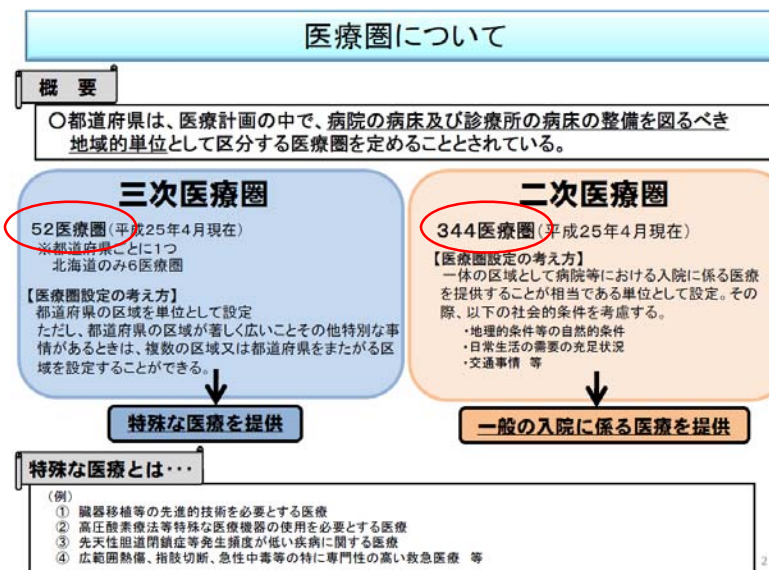 医療圏について
概　要
○都道府県は、医療計画の中で、病院の病床及び診療所の病床の整備を図るべき
地域的単位として区分する医療圏を定めることとされている。
三次医療圏
52医療圏(平成25年4月現在)
※都道府県ごとに1つ
北海道のみ6医療圏
【医療圏設定の考え方】
都道府県の区域を単位として設定
ただし、都道府県の区域が著しく広いことその他特別な事
情があるときは、複数の区域又は都道府県をまたがる区
域を設定することができる。
特殊な医療を提供
二次医療圏
344医療圏(平成25年4月現在)
【医療圏設定の考え方】
一体の区域として病院等における入院に係る医療
を提供することが相当である単位として設定。その
際、以下の社会的条件を考慮する。
・地理的条件等の自然的条件
・日常生活の需要の充足状況
・交通事情　等
一般の入院に係る医療を提供
特殊な医療とは・・・
(例)
① 臓器移植等の先進的技術を必要とする医療
② 高圧酸素療法等特殊な医療機器の使用を必要とする医療
③ 先天性胆道閉鎖症等発生頻度が低い疾病に関する医療
④ 広範囲熱傷、指肢切断、急性中毒等の特に専門性の高い救急医療　等
2